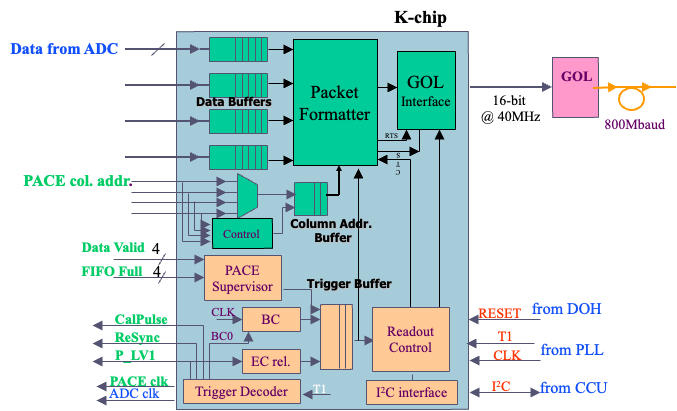 K-chip
Data from ADC
Data Buffers
Packet
Formatter
GOL
Interface
GOL
16-bit
@ 40MHz
800Mbaud
RTS
CTS
PACE col. addr.
Control
Column Addr.
Buffer
Data Valid 4
FIFO Full 4
PACE
Supervisor
Trigger Buffer
CLK
BC
BC0
EC rel.
Trigger Decoder
T1
Readout
Control
I²C interface
CalPulse
ReSync
P_LV1
PACE clk
ADC clk
RESET from DOH
T1
CLK from PLL
I²C from CCU